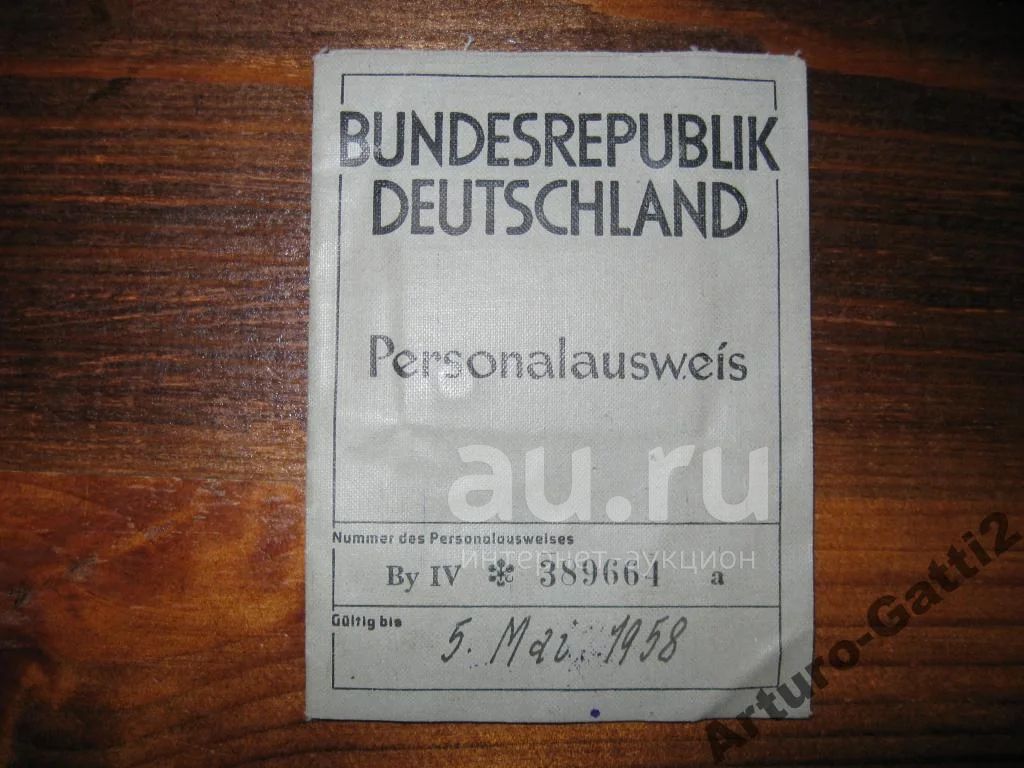 BUNDESREPUBLIK
DEUTSCHLAND
Personalausweis
au.ru
интернет-аукцион
Nummer des Personalausweises
By IV ✽ 389664 a
Gültig bis
5. Mai. 1958
Arturo-Gatti2